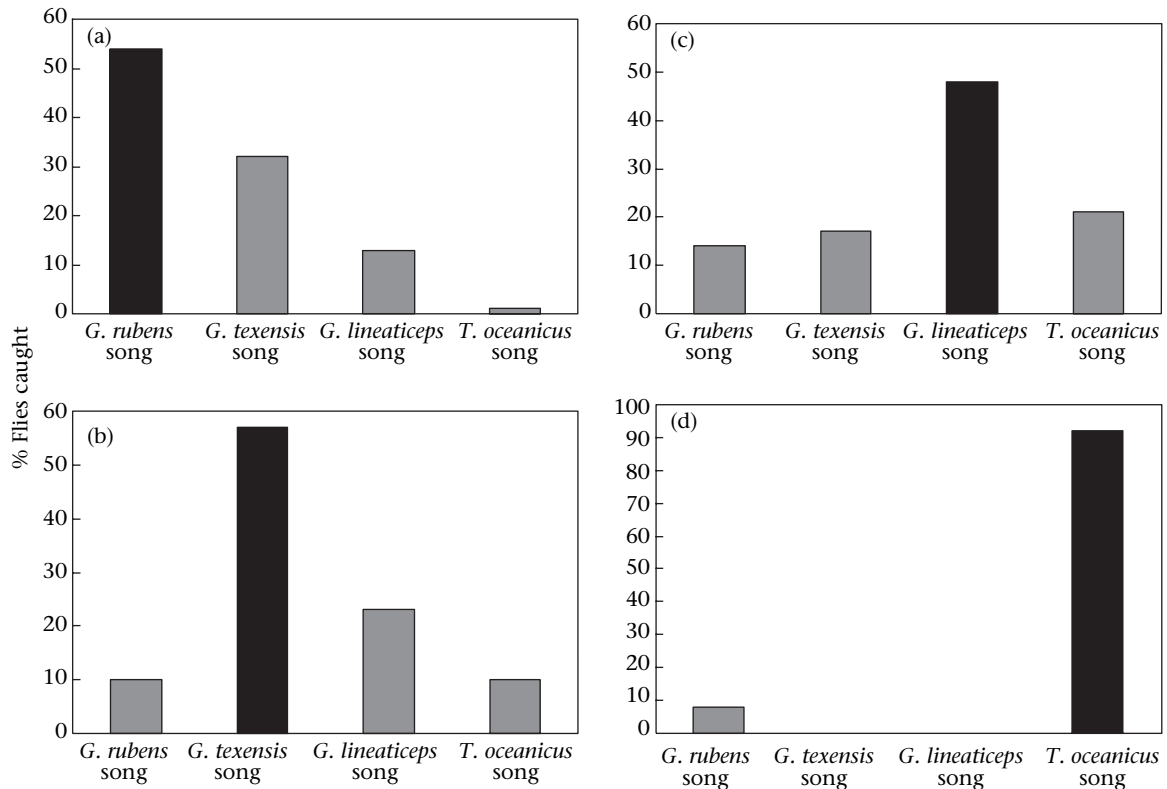 % Flies caught
(a)
60
50
40
30
20
10
0
G. rubens song
G. texensis song
G. lineaticeps song
T. oceanicus song
(c)
60
50
40
30
20
10
0
G. rubens song
G. texensis song
G. lineaticeps song
T. oceanicus song
(b)
60
50
40
30
20
10
0
G. rubens song
G. texensis song
G. lineaticeps song
T. oceanicus song
(d)
100
90
80
70
60
50
40
30
20
10
0
G. rubens song
G. texensis song
G. lineaticeps song
T. oceanicus song